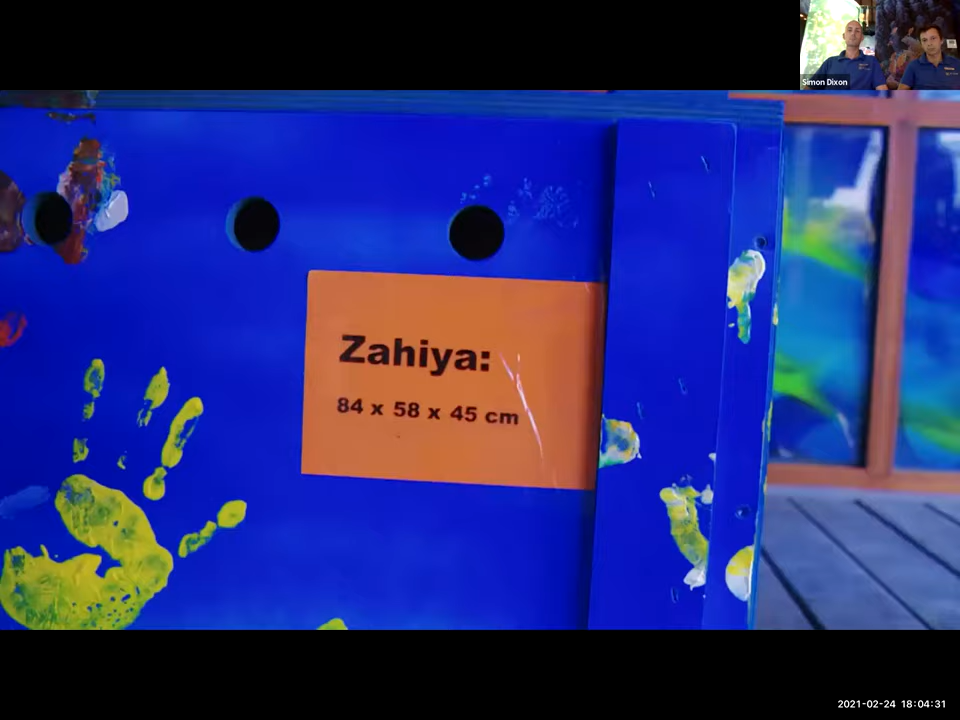 Simon Dixon
Zahiya:
84 x 58 x 45 cm
2021-02-24 18:04:31